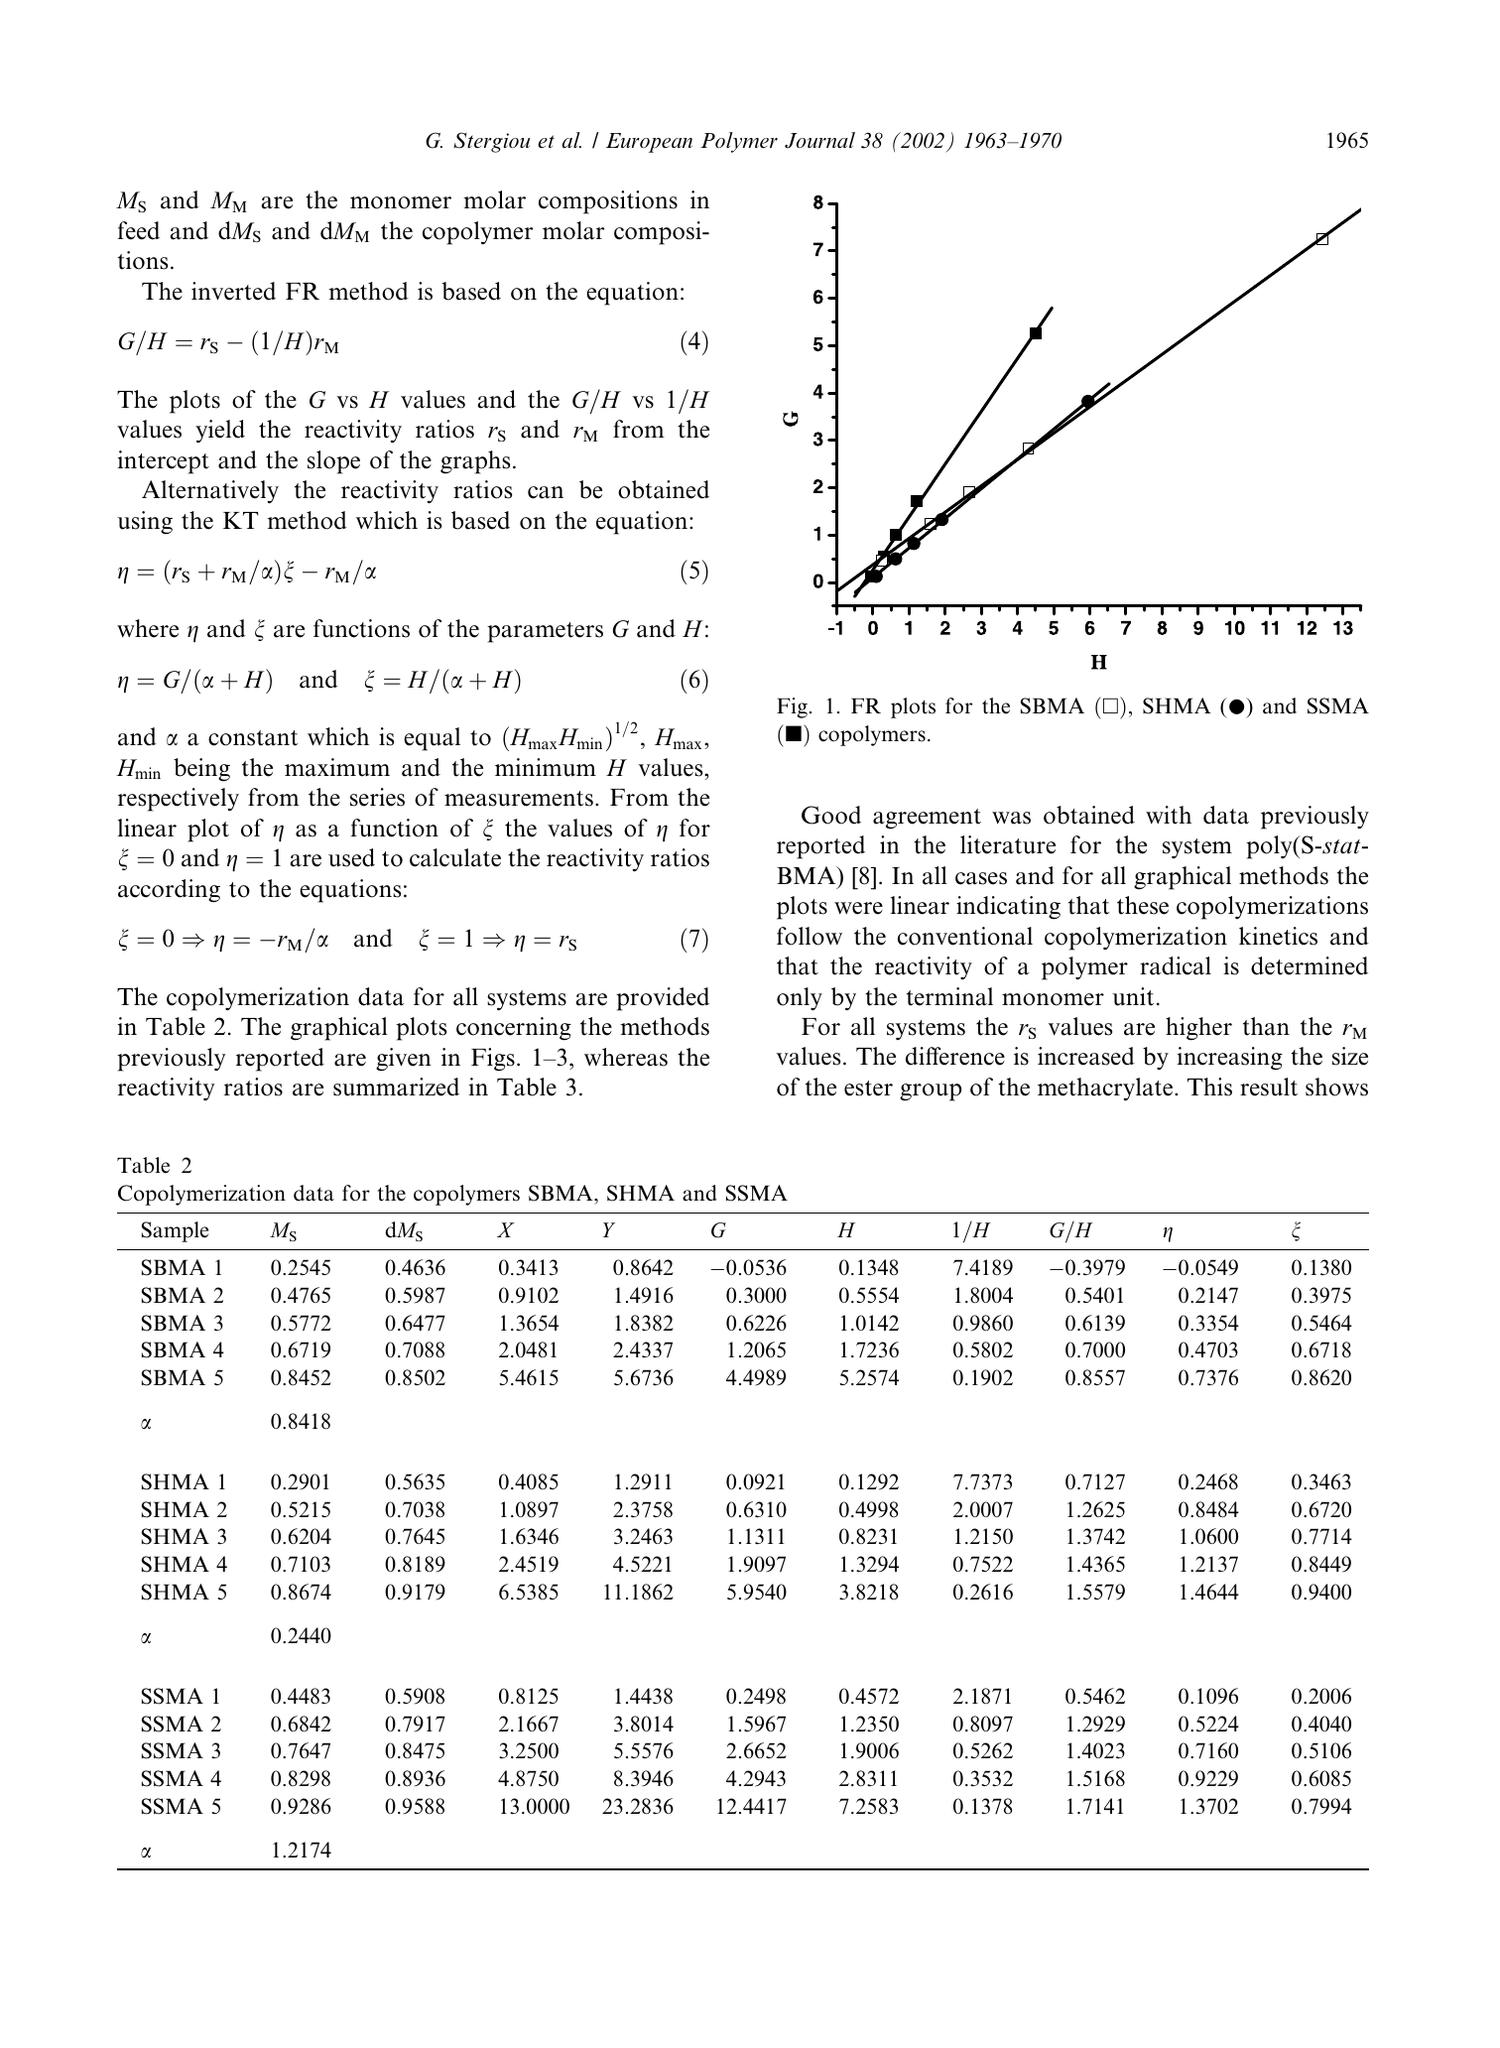 G. Stergiou et al. / European Polymer Journal 38 (2002) 1963–1970
1965
M_S and M_M are the monomer molar compositions in
feed and dM_S and dM_M the copolymer molar composi-
tions.
The inverted FR method is based on the equation:
G/H = r_S − (1/H)r_M (4)
The plots of the G vs H values and the G/H vs 1/H
values yield the reactivity ratios r_S and r_M from the
intercept and the slope of the graphs.
Alternatively the reactivity ratios can be obtained
using the KT method which is based on the equation:
η = (r_S + r_M/α)ξ − r_M/α (5)
where η and ξ are functions of the parameters G and H:
η = G/(α + H) and ξ = H/(α + H) (6)
and α a constant which is equal to (H_max H_min)^1/2, H_max,
H_min being the maximum and the minimum H values,
respectively from the series of measurements. From the
linear plot of η as a function of ξ the values of η for
ξ = 0 and η = 1 are used to calculate the reactivity ratios
according to the equations:
ξ = 0 ⇒ η = −r_M/α and ξ = 1 ⇒ η = r_S (7)
The copolymerization data for all systems are provided
in Table 2. The graphical plots concerning the methods
previously reported are given in Figs. 1–3, whereas the
reactivity ratios are summarized in Table 3.
8
7
6
5
4
3
2
1
0
G
-1 0 1 2 3 4 5 6 7 8 9 10 11 12 13
H
Fig. 1. FR plots for the SBMA (□), SHMA (●) and SSMA
(■) copolymers.
Good agreement was obtained with data previously
reported in the literature for the system poly(S-stat-
BMA) [8]. In all cases and for all graphical methods the
plots were linear indicating that these copolymerizations
follow the conventional copolymerization kinetics and
that the reactivity of a polymer radical is determined
only by the terminal monomer unit.
For all systems the r_S values are higher than the r_M
values. The difference is increased by increasing the size
of the ester group of the methacrylate. This result shows
Table 2
Copolymerization data for the copolymers SBMA, SHMA and SSMA
Sample M_S dM_S X Y G H 1/H G/H η ξ
SBMA 1 0.2545 0.4636 0.3413 0.8642 −0.0536 0.1348 7.4189 −0.3979 −0.0549 0.1380
SBMA 2 0.4765 0.5987 0.9102 1.4916 0.3000 0.5554 1.8004 0.5401 0.2147 0.3975
SBMA 3 0.5772 0.6477 1.3654 1.8382 0.6226 1.0142 0.9860 0.6139 0.3354 0.5464
SBMA 4 0.6719 0.7088 2.0481 2.4337 1.2065 1.7236 0.5802 0.7000 0.4703 0.6718
SBMA 5 0.8452 0.8502 5.4615 5.6736 4.4989 5.2574 0.1902 0.8557 0.7376 0.8620
α 0.8418
SHMA 1 0.2901 0.5635 0.4085 1.2911 0.0921 0.1292 7.7373 0.7127 0.2468 0.3463
SHMA 2 0.5215 0.7038 1.0897 2.3758 0.6310 0.4998 2.0007 1.2625 0.8484 0.6720
SHMA 3 0.6204 0.7645 1.6346 3.2463 1.1311 0.8231 1.2150 1.3742 1.0600 0.7714
SHMA 4 0.7103 0.8189 2.4519 4.5221 1.9097 1.3294 0.7522 1.4365 1.2137 0.8449
SHMA 5 0.8674 0.9179 6.5385 11.1862 5.9540 3.8218 0.2616 1.5579 1.4644 0.9400
α 0.2440
SSMA 1 0.4483 0.5908 0.8125 1.4438 0.2498 0.4572 2.1871 0.5462 0.1096 0.2006
SSMA 2 0.6842 0.7917 2.1667 3.8014 1.5967 1.2350 0.8097 1.2929 0.5224 0.4040
SSMA 3 0.7647 0.8475 3.2500 5.5576 2.6652 1.9006 0.5262 1.4023 0.7160 0.5106
SSMA 4 0.8298 0.8936 4.8750 8.3946 4.2943 2.8311 0.3532 1.5168 0.9229 0.6085
SSMA 5 0.9286 0.9588 13.0000 23.2836 12.4417 7.2583 0.1378 1.7141 1.3702 0.7994
α 1.2174